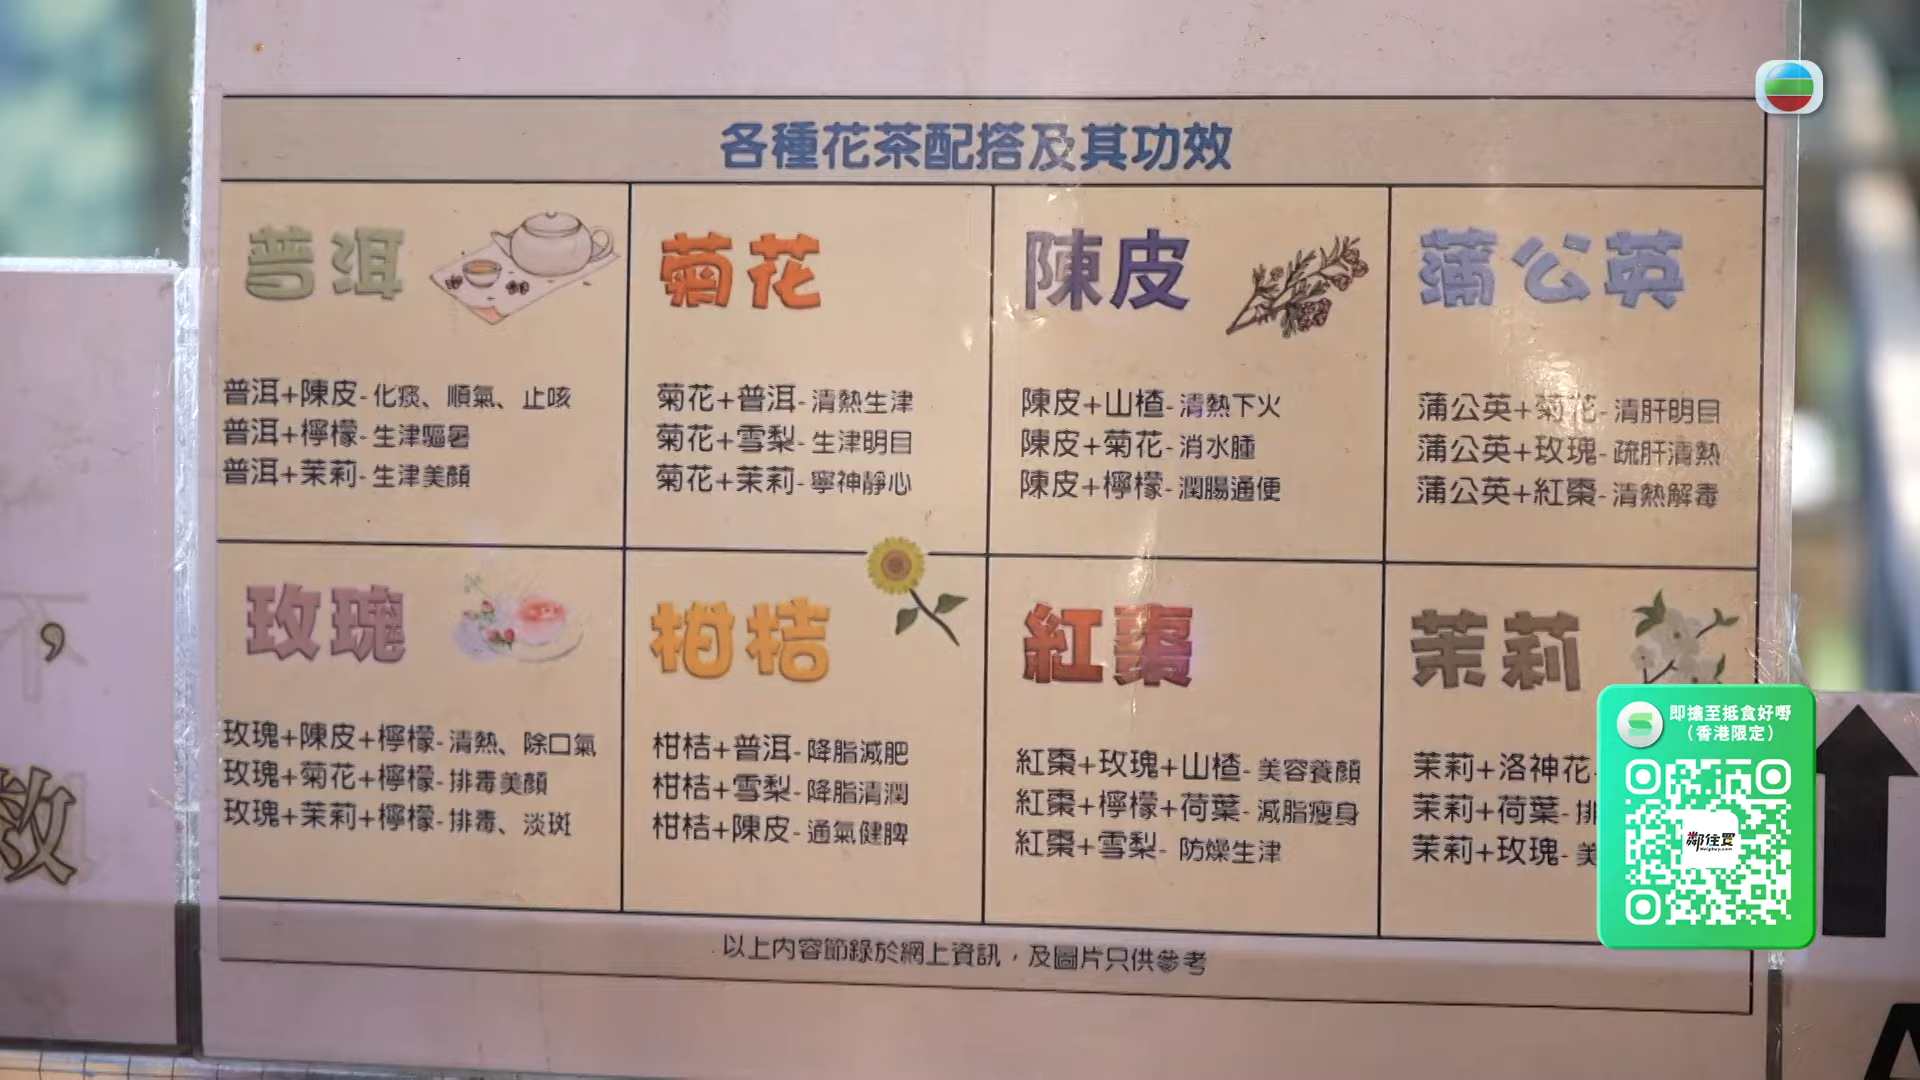 各種花茶配搭及其功效
普洱
普洱+陳皮-化痰、順氣、止咳
普洱+檸檬-生津驅暑
普洱+茉莉-生津美顏
菊花
菊花+普洱-清熱生津
菊花+雪梨-生津明目
菊花+茉莉-寧神靜心
陳皮
陳皮+山楂-清熱下火
陳皮+菊花-消水腫
陳皮+檸檬-潤腸通便
蒲公英
蒲公英+菊花-清肝明目
蒲公英+玫瑰-疏肝清熱
蒲公英+紅棗-清熱解毒
玫瑰
玫瑰+陳皮+檸檬-清熱、除口氣
玫瑰+菊花+檸檬-排毒美顏
玫瑰+茉莉+檸檬-排毒、淡斑
柑桔
柑桔+普洱-降脂減肥
柑桔+雪梨-降脂清潤
柑桔+陳皮-通氣健脾
紅棗
紅棗+玫瑰+山楂-美容養顏
紅棗+檸檬+荷葉-減脂瘦身
紅棗+雪梨-防燥生津
茉莉
茉莉+洛神花-
茉莉+荷葉-排
茉莉+玫瑰-美
以上內容節錄於網上資訊，及圖片只供參考
即搶至抵食好嘢
（香港限定）
鄰住買
效